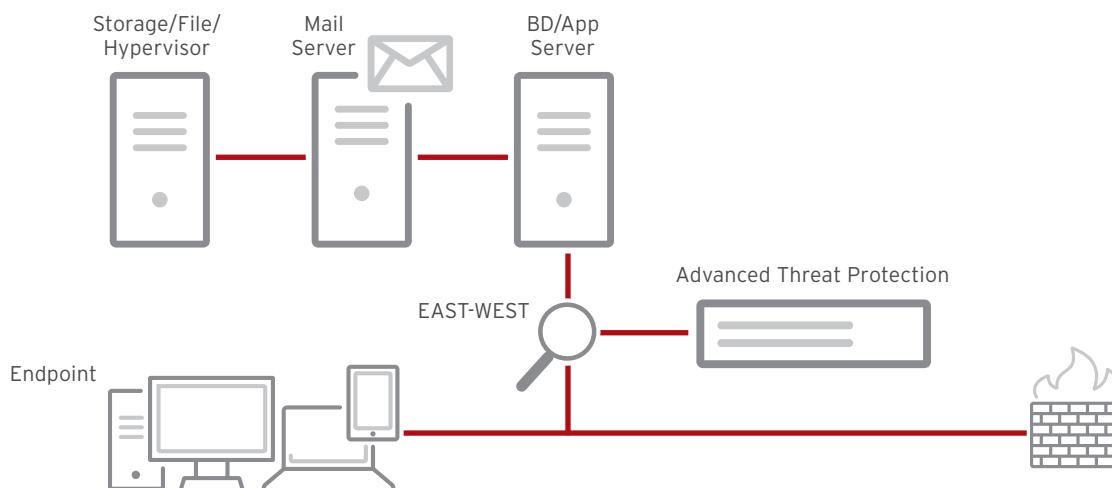 Storage/File/
Hypervisor
Mail
Server
BD/App
Server
Advanced Threat Protection
EAST-WEST
Endpoint